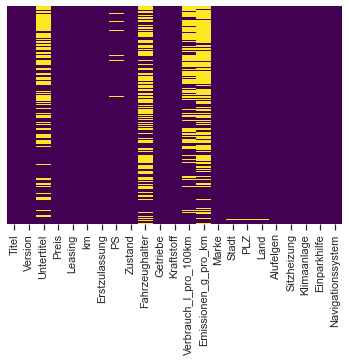 Titel
Version
Untertitel
Preis
Leasing
km
Erstzulassung
PS
Zustand
Fahrzeughalter
Getriebe
Kraftstoff
Verbrauch_l_pro_100km
Emissionen_g_pro_km
Marke
Stadt
PLZ
Land
Alufelgen
Sitzheizung
Klimaanlage
Einparkhilfe
Navigationssystem